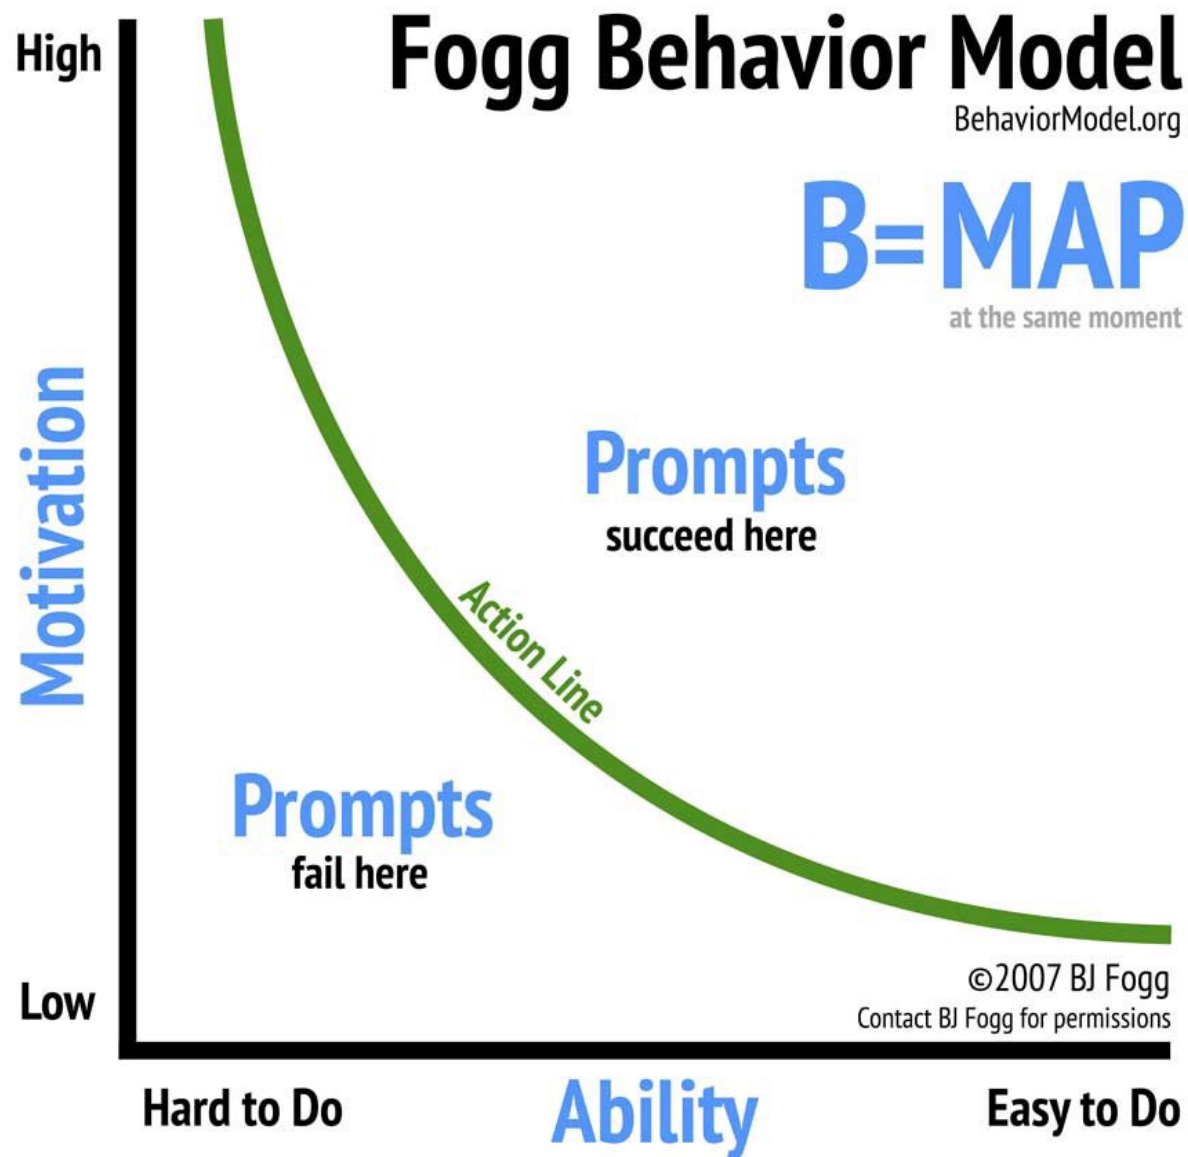 Fogg Behavior Model
BehaviorModel.org
B=MAP
at the same moment
High
Motivation
Low
Prompts
succeed here
Action Line
Prompts
fail here
©2007 BJ Fogg
Contact BJ Fogg for permissions
Hard to Do
Ability
Easy to Do